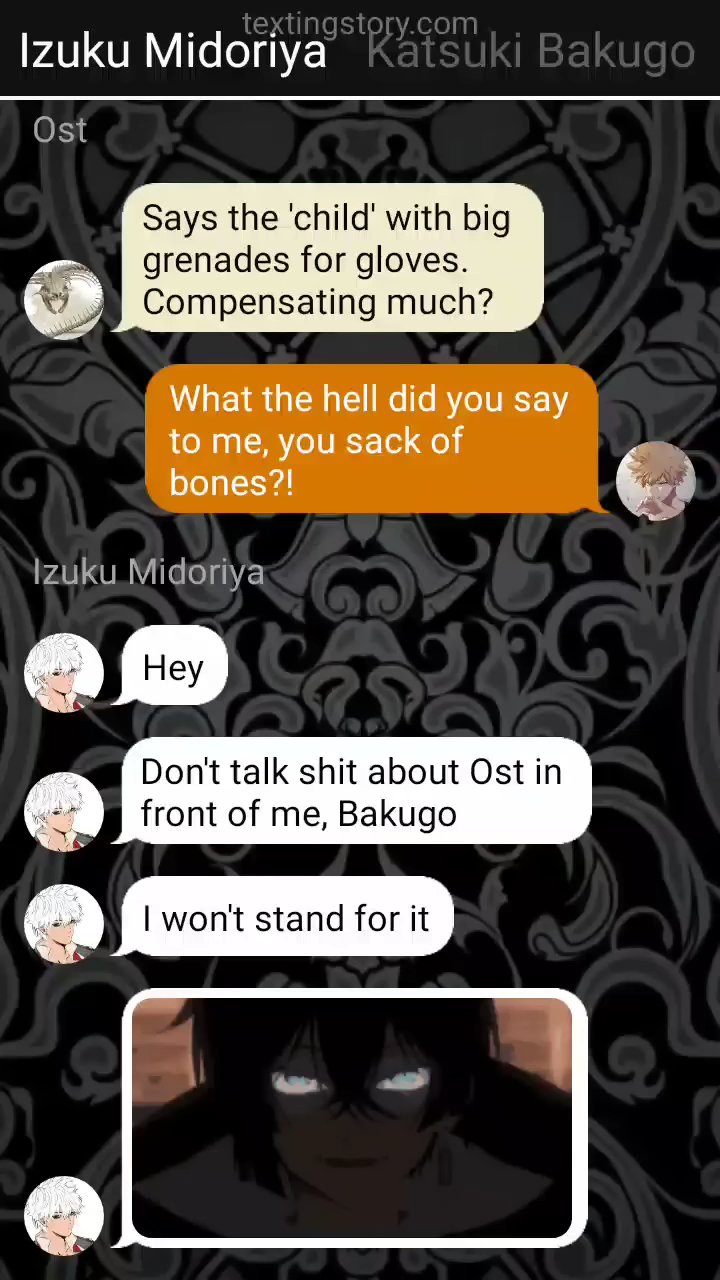 textingstory.com
Izuku Midoriya Katsuki Bakugo
Ost
Says the 'child' with big
grenades for gloves.
Compensating much?
What the hell did you say
to me, you sack of
bones?!
Izuku Midoriya
Hey
Don't talk shit about Ost in
front of me, Bakugo
I won't stand for it